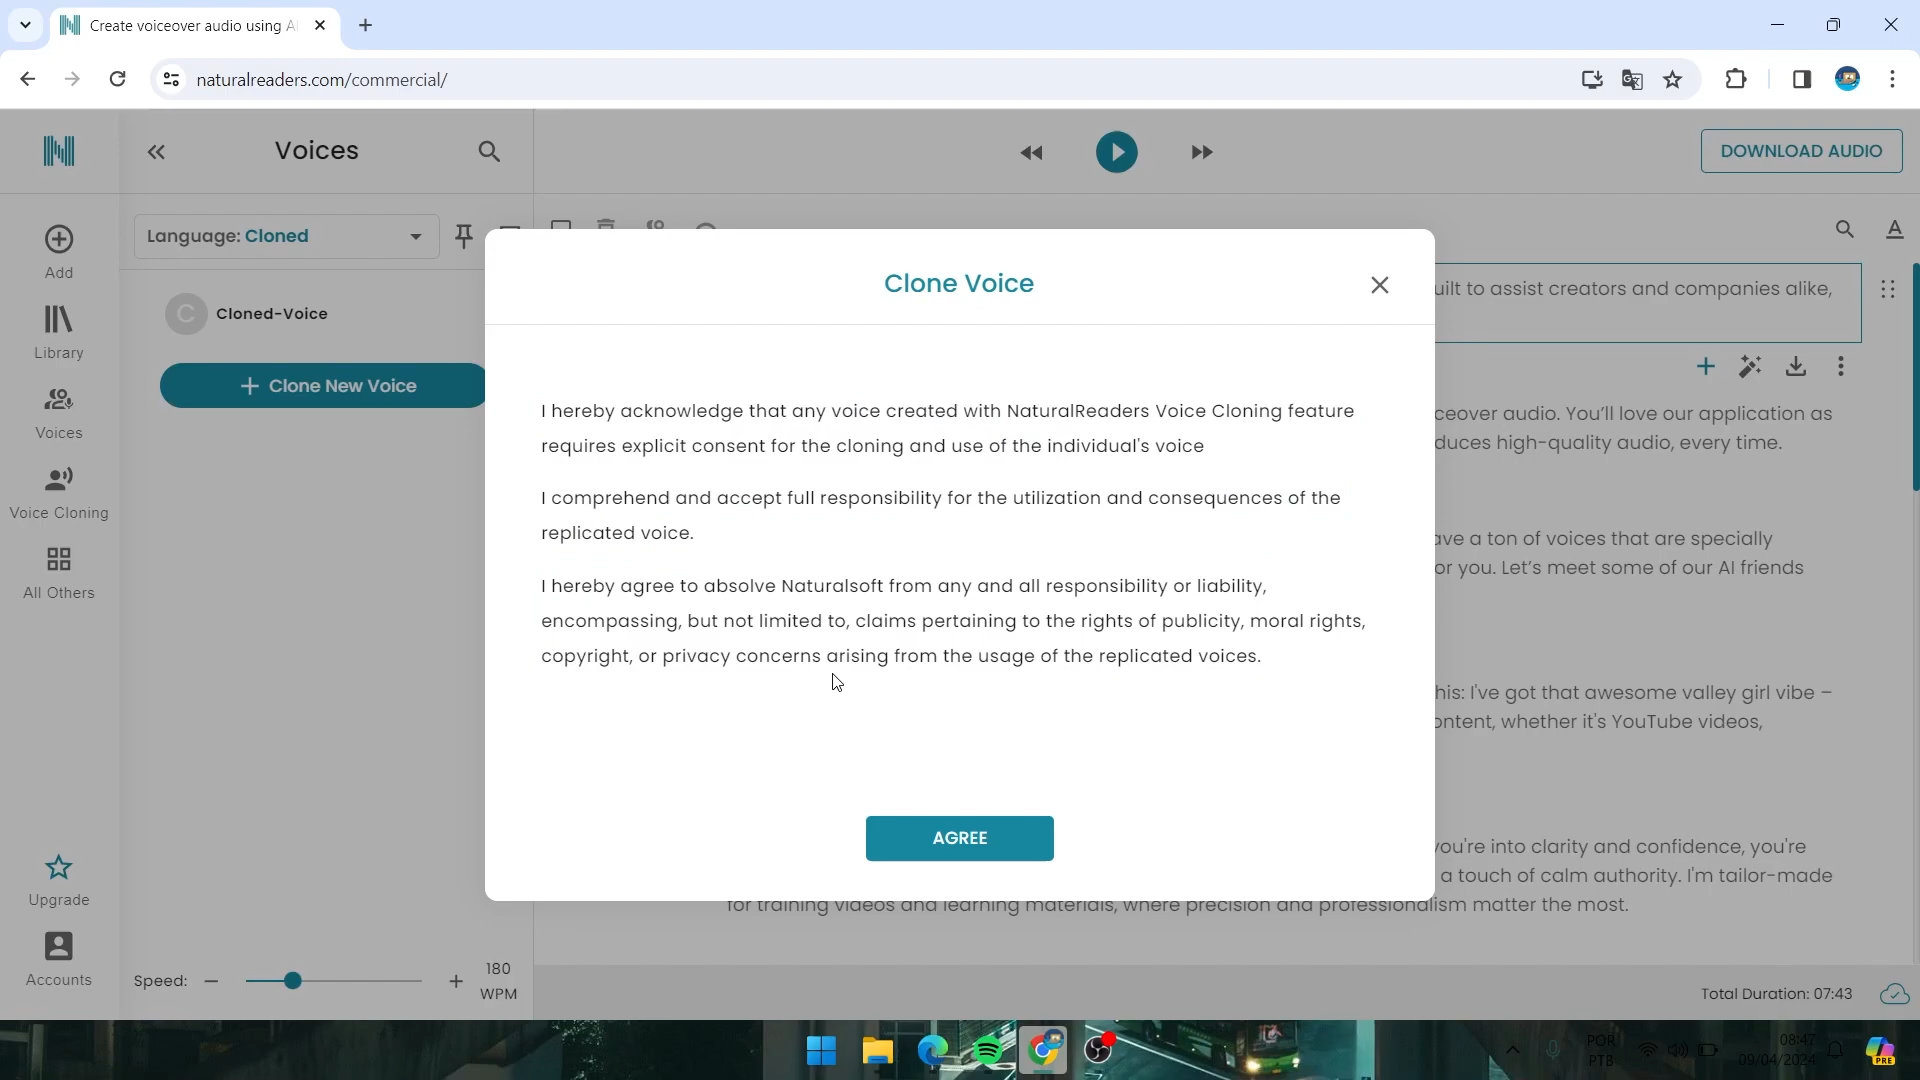 Create voiceover audio using A
naturalreaders.com/commercial/
Voices
DOWNLOAD AUDIO
Language: Cloned
Add
Cloned-Voice
Clone New Voice
Library
Voices
Voice Cloning
All Others
Upgrade
Accounts
Speed:
180
WPM
Clone Voice
I hereby acknowledge that any voice created with NaturalReaders Voice Cloning feature
requires explicit consent for the cloning and use of the individual's voice
I comprehend and accept full responsibility for the utilization and consequences of the
replicated voice.
I hereby agree to absolve Naturalsoft from any and all responsibility or liability,
encompassing, but not limited to, claims pertaining to the rights of publicity, moral rights,
copyright, or privacy concerns arising from the usage of the replicated voices.
AGREE
uilt to assist creators and companies alike,
ceover audio. You'll love our application as
duces high-quality audio, every time.
ave a ton of voices that are specially
or you. Let's meet some of our AI friends
his: I've got that awesome valley girl vibe –
ontent, whether it's YouTube videos,
you're into clarity and confidence, you're
a touch of calm authority. I'm tailor-made
for training videos and learning materials, where precision and professionalism matter the most.
Total Duration: 07:43
POR
PTB
08:47
09/04/2024
PRE